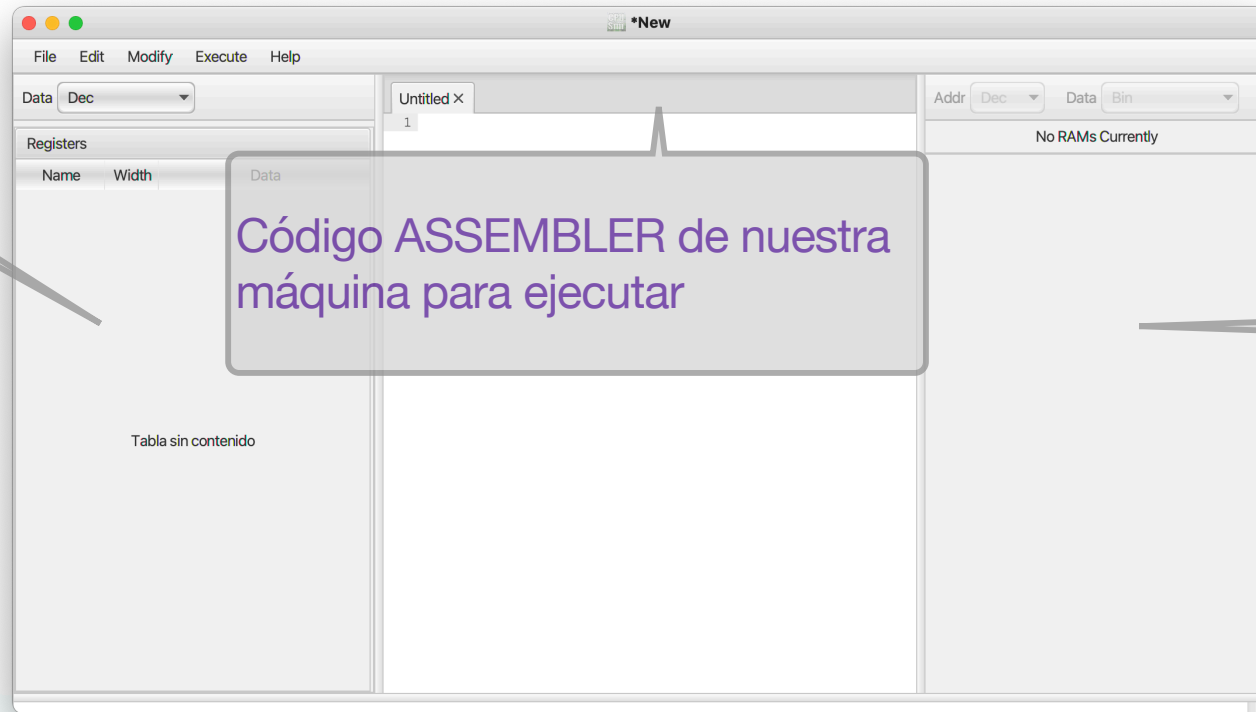 *New
File Edit Modify Execute Help
Data Dec
Untitled ×
Addr Dec Data Bin
1
No RAMs Currently
Registers
Name Width Data
Código ASSEMBLER de nuestra
máquina para ejecutar
Tabla sin contenido